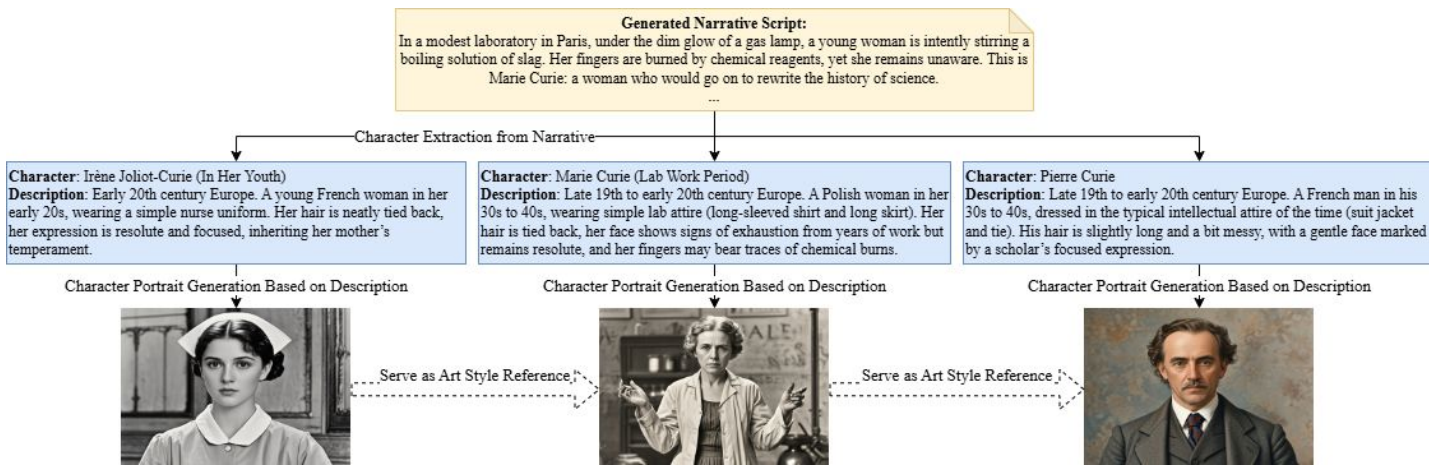 Generated Narrative Script:
In a modest laboratory in Paris, under the dim glow of a gas lamp, a young woman is intently stirring a
boiling solution of slag. Her fingers are burned by chemical reagents, yet she remains unaware. This is
Marie Curie: a woman who would go on to rewrite the history of science.
...
Character Extraction from Narrative
Character: Irène Joliot-Curie (In Her Youth)
Description: Early 20th century Europe. A young French woman in her
early 20s, wearing a simple nurse uniform. Her hair is neatly tied back,
her expression is resolute and focused, inheriting her mother's
temperament.
Character: Marie Curie (Lab Work Period)
Description: Late 19th to early 20th century Europe. A Polish woman in her
30s to 40s, wearing simple lab attire (long-sleeved shirt and long skirt). Her
hair is tied back, her face shows signs of exhaustion from years of work but
remains resolute, and her fingers may bear traces of chemical burns.
Character: Pierre Curie
Description: Late 19th to early 20th century Europe. A French man in his
30s to 40s, dressed in the typical intellectual attire of the time (suit jacket
and tie). His hair is slightly long and a bit messy, with a gentle face marked
by a scholar's focused expression.
Character Portrait Generation Based on Description
Character Portrait Generation Based on Description
Character Portrait Generation Based on Description
Serve as Art Style Reference
Serve as Art Style Reference